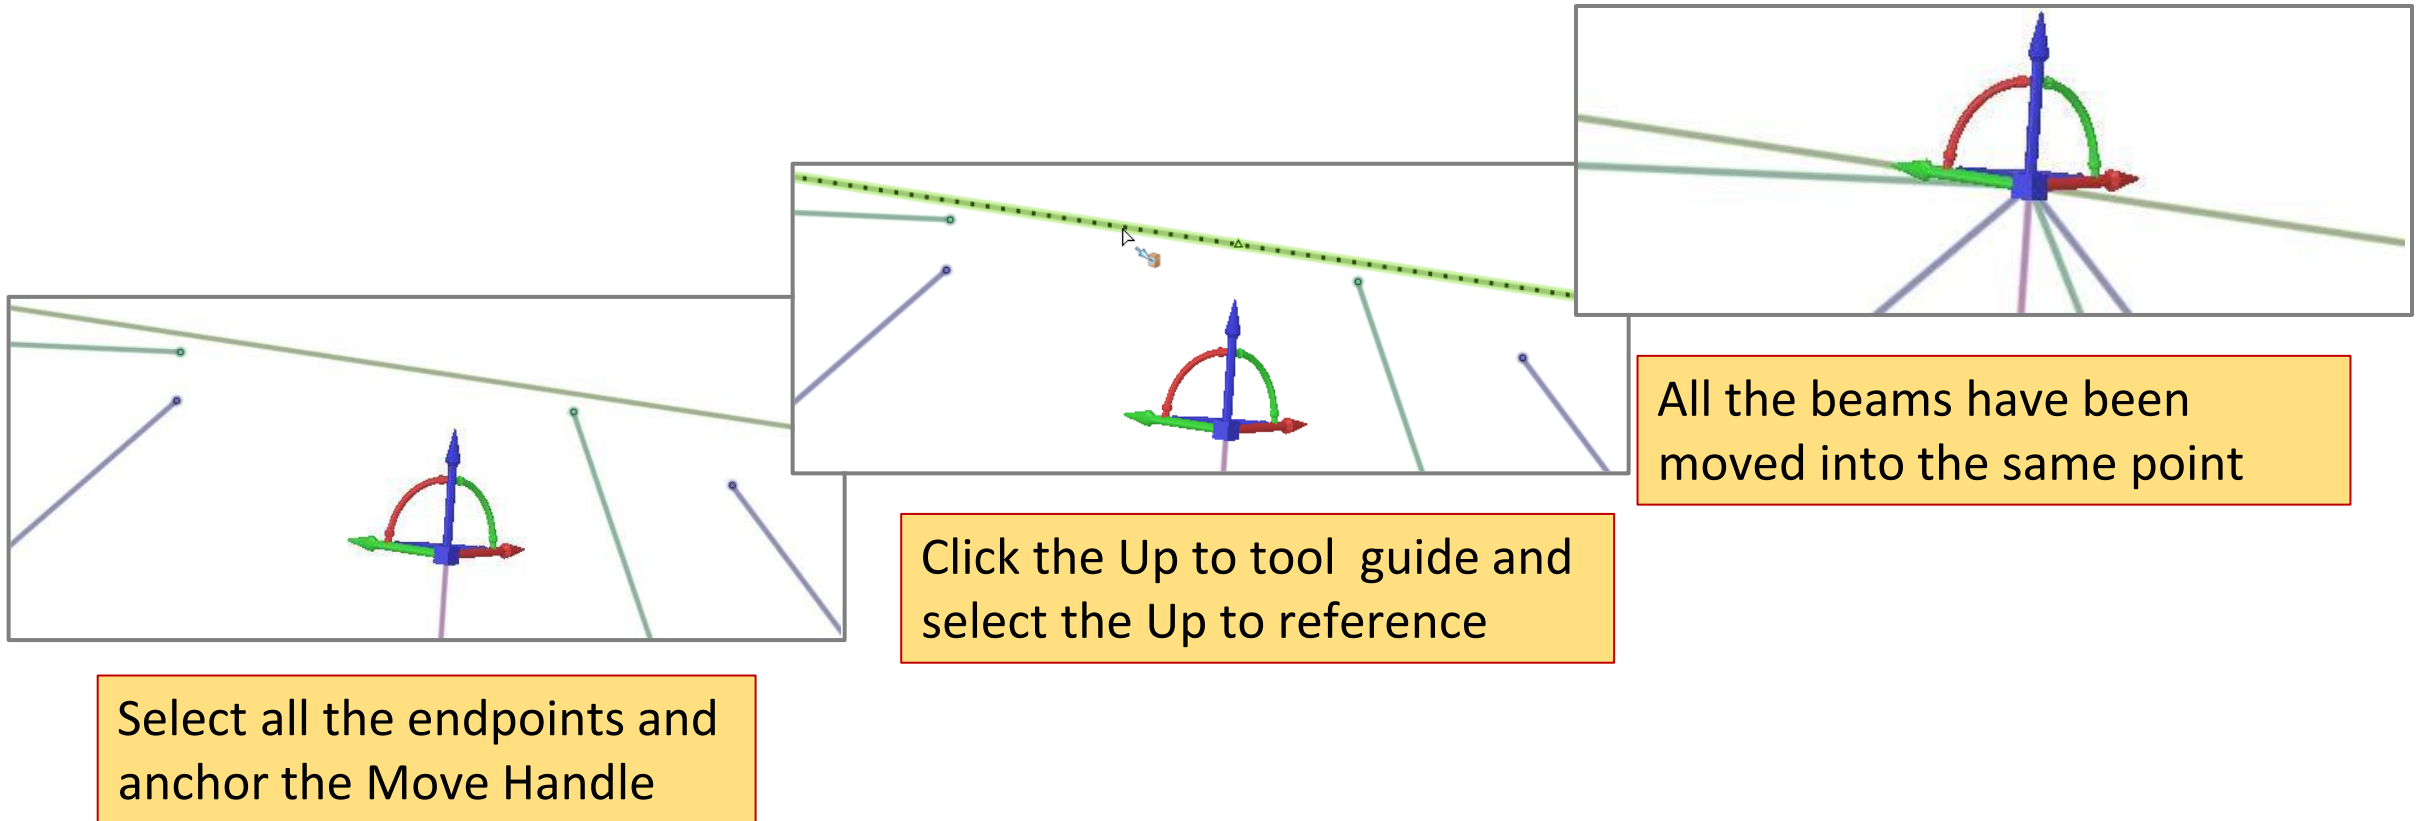 Select all the endpoints and
anchor the Move Handle
Click the Up to tool  guide and
select the Up to reference
All the beams have been
moved into the same point